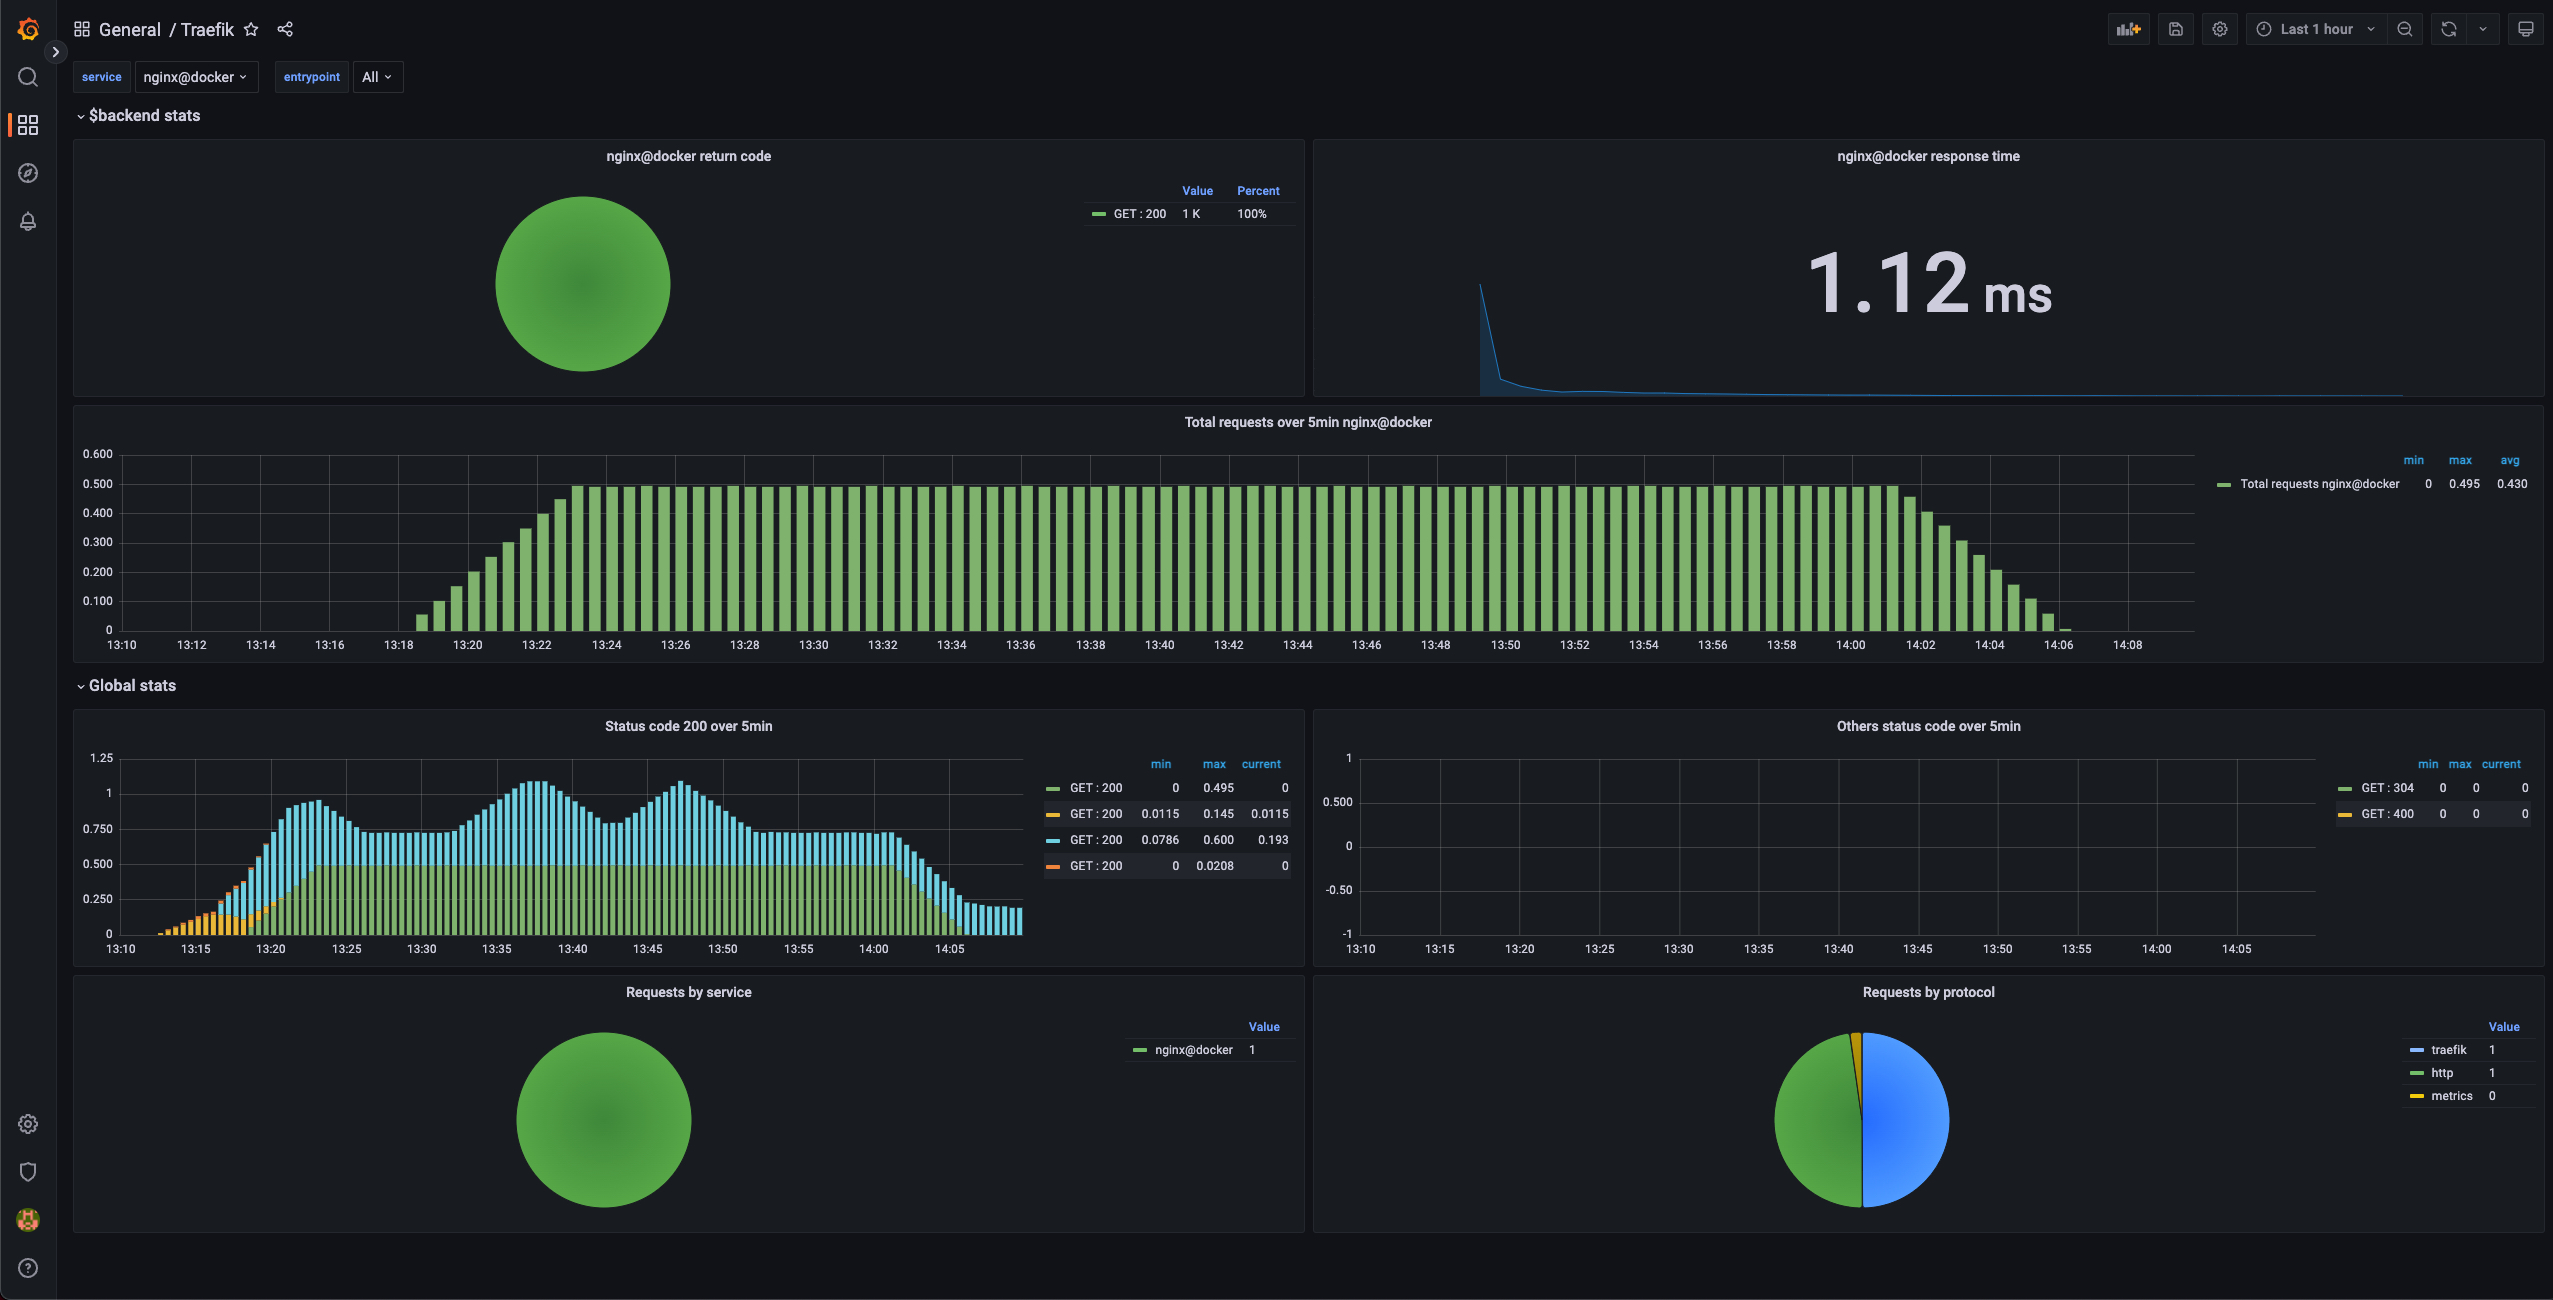 General / Traefik
Last 1 hour
service nginx@docker entrypoint All
$backend stats
nginx@docker return code
Value Percent
GET : 200 1 K 100%
nginx@docker response time
1.12 ms
Total requests over 5min nginx@docker
0.600
0.500
0.400
0.300
0.200
0.100
0
13:10 13:12 13:14 13:16 13:18 13:20 13:22 13:24 13:26 13:28 13:30 13:32 13:34 13:36 13:38 13:40 13:42 13:44 13:46 13:48 13:50 13:52 13:54 13:56 13:58 14:00 14:02 14:04 14:06 14:08
min max avg
Total requests nginx@docker 0 0.495 0.430
Global stats
Status code 200 over 5min
1.25
1
0.750
0.500
0.250
0
13:10 13:15 13:20 13:25 13:30 13:35 13:40 13:45 13:50 13:55 14:00 14:05
min max current
GET : 200 0 0.495 0
GET : 200 0.0115 0.145 0.0115
GET : 200 0.0786 0.600 0.193
GET : 200 0 0.0208 0
Others status code over 5min
1
0.500
0
-0.50
-1
13:10 13:15 13:20 13:25 13:30 13:35 13:40 13:45 13:50 13:55 14:00 14:05
min max current
GET : 304 0 0 0
GET : 400 0 0 0
Requests by service
Value
nginx@docker 1
Requests by protocol
Value
traefik 1
http 1
metrics 0